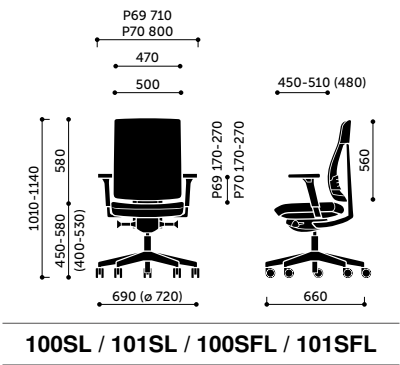 P69 710
P70 800
470
500
450-510 (480)
1010-1140
580
450-580
(400-530)
P69 170-270
P70 170-270
560
690 (ø 720)
660
100SL / 101SL / 100SFL / 101SFL